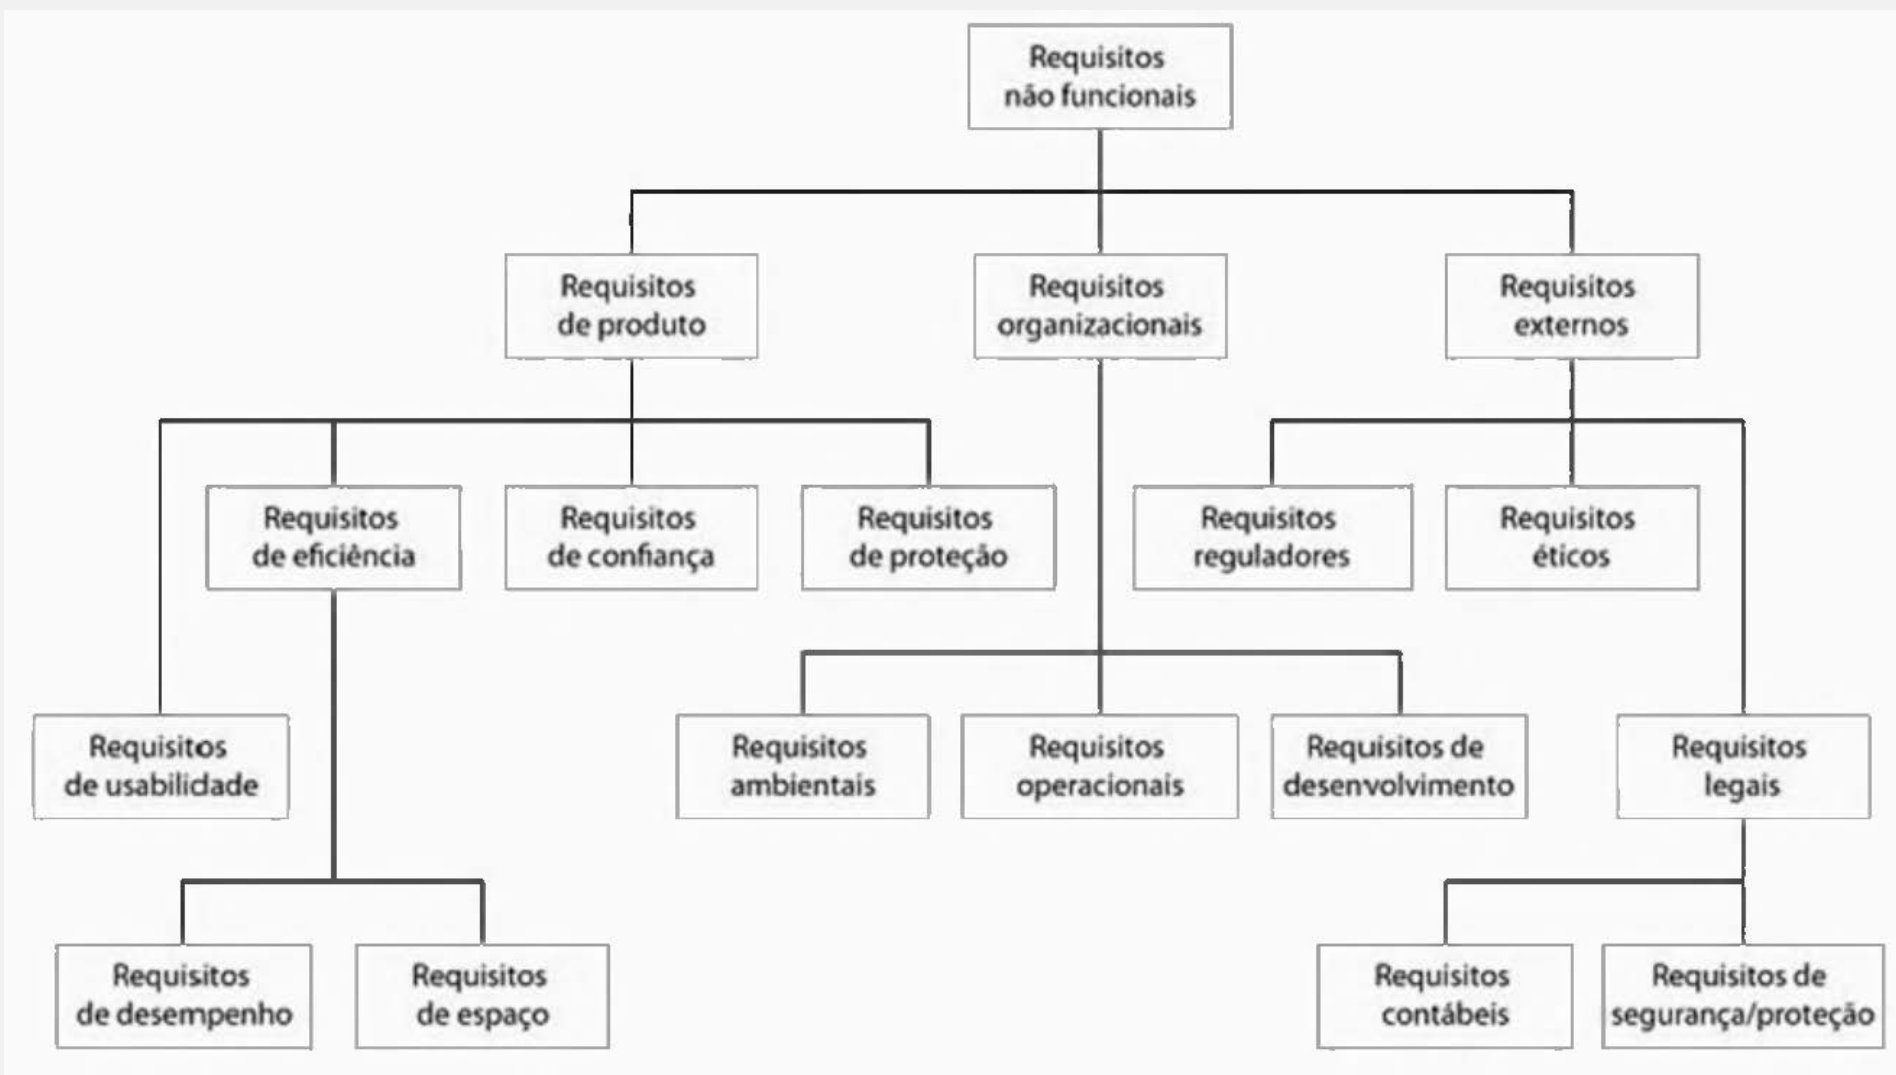 Requisitos
não funcionais
Requisitos
de produto
Requisitos
organizacionais
Requisitos
externos
Requisitos
de eficiência
Requisitos
de confiança
Requisitos
de proteção
Requisitos
reguladores
Requisitos
éticos
Requisitos
de usabilidade
Requisitos
ambientais
Requisitos
operacionais
Requisitos de
desenvolvimento
Requisitos
legais
Requisitos
de desempenho
Requisitos
de espaço
Requisitos
contábeis
Requisitos de
segurança/proteção